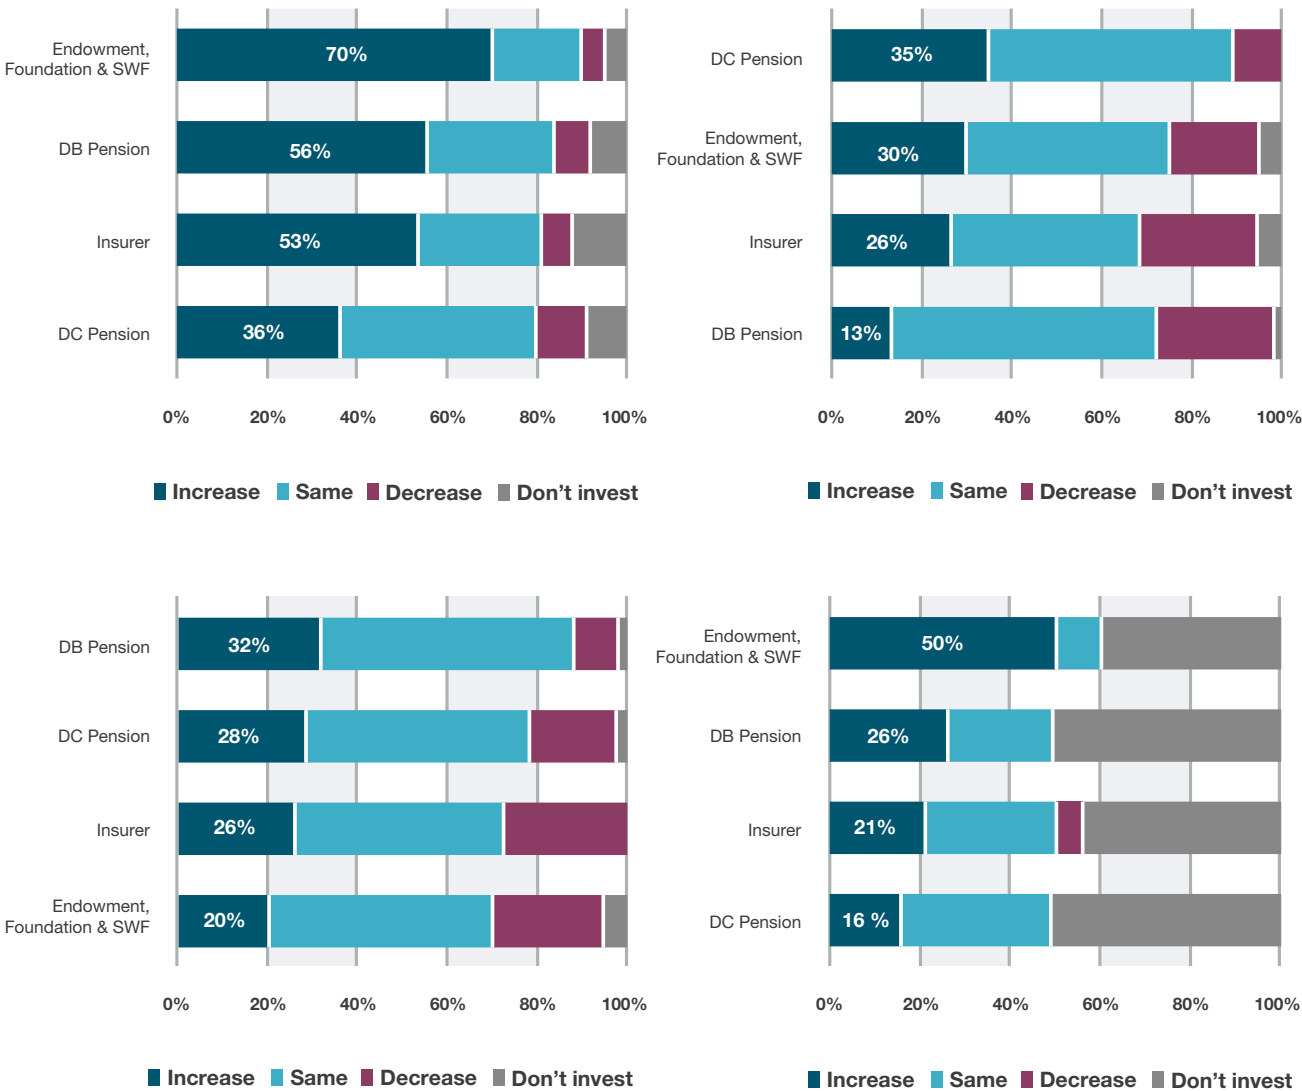 Endowment,
Foundation & SWF
70%
DB Pension
56%
Insurer
53%
DC Pension
36%
0% 20% 40% 60% 80% 100%
Increase Same Decrease Don't invest
DC Pension
35%
Endowment,
Foundation & SWF
30%
Insurer
26%
DB Pension
13%
0% 20% 40% 60% 80% 100%
Increase Same Decrease Don't invest
DB Pension
32%
DC Pension
28%
Insurer
26%
Endowment,
Foundation & SWF
20%
0% 20% 40% 60% 80% 100%
Increase Same Decrease Don't invest
Endowment,
Foundation & SWF
50%
DB Pension
26%
Insurer
21%
DC Pension
16 %
0% 20% 40% 60% 80% 100%
Increase Same Decrease Don't invest